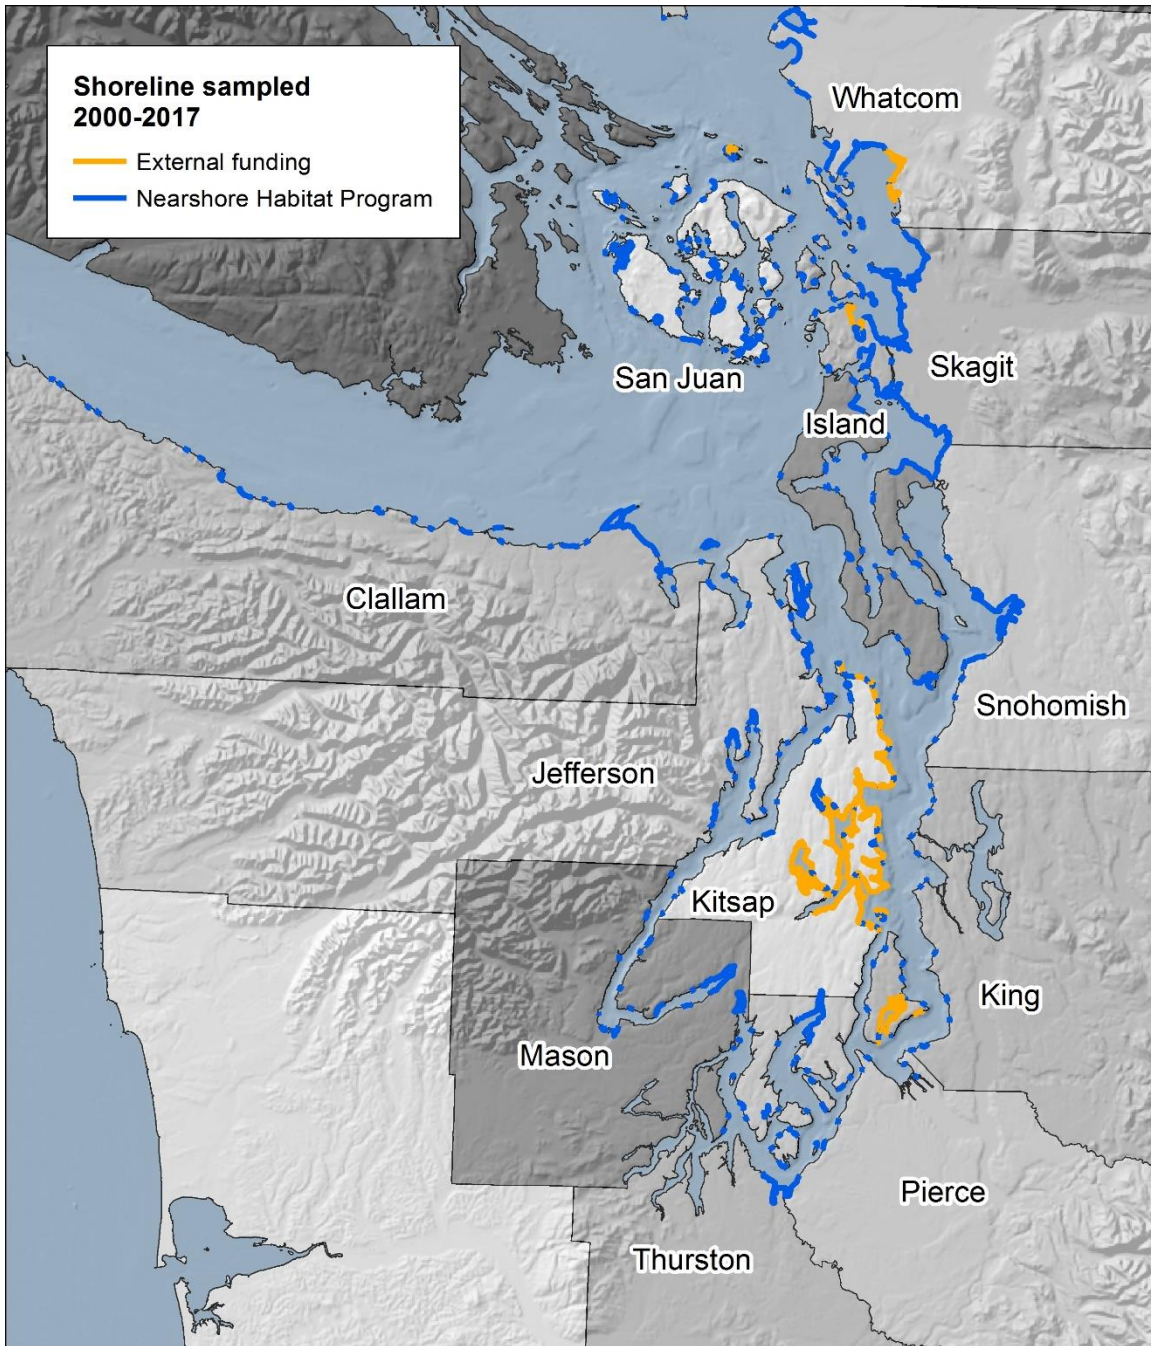 Shoreline sampled
2000-2017
External funding
Nearshore Habitat Program
Whatcom
San Juan
Skagit
Island
Clallam
Snohomish
Jefferson
Kitsap
King
Mason
Pierce
Thurston